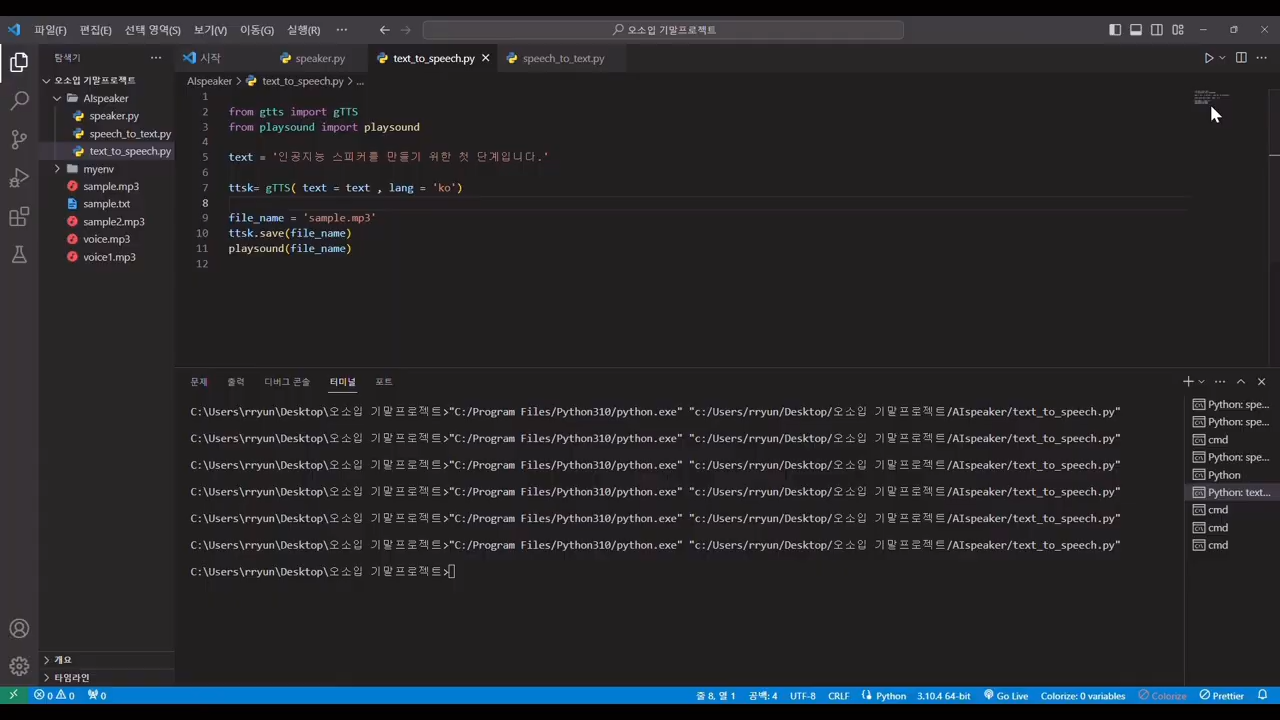 파일(F) 편집(E) 선택 영역(S) 보기(V) 이동(G) 실행(R) ··· 오소입 기말프로젝트
탐색기 ··· 시작 speaker.py text_to_speech.py speech_to_text.py
오소입 기말프로젝트
AIspeaker
speaker.py
speech_to_text.py
text_to_speech.py
myenv
sample.mp3
sample.txt
sample2.mp3
voice.mp3
voice1.mp3
개요
타임라인
AIspeaker > text_to_speech.py > ...
1
2 from gtts import gTTS
3 from playsound import playsound
4
5 text = '인공지능 스피커를 만들기 위한 첫 단계입니다.'
6
7 ttsk= gTTS( text = text , lang = 'ko')
8
9 file_name = 'sample.mp3'
10 ttsk.save(file_name)
11 playsound(file_name)
12
문제 출력 디버그 콘솔 터미널 포트
C:\Users\rryun\Desktop\오소입 기말프로젝트>"C:/Program Files/Python310/python.exe" "c:/Users/rryun/Desktop/오소입 기말프로젝트/AIspeaker/text_to_speech.py"
C:\Users\rryun\Desktop\오소입 기말프로젝트>"C:/Program Files/Python310/python.exe" "c:/Users/rryun/Desktop/오소입 기말프로젝트/AIspeaker/text_to_speech.py"
C:\Users\rryun\Desktop\오소입 기말프로젝트>"C:/Program Files/Python310/python.exe" "c:/Users/rryun/Desktop/오소입 기말프로젝트/AIspeaker/text_to_speech.py"
C:\Users\rryun\Desktop\오소입 기말프로젝트>"C:/Program Files/Python310/python.exe" "c:/Users/rryun/Desktop/오소입 기말프로젝트/AIspeaker/text_to_speech.py"
C:\Users\rryun\Desktop\오소입 기말프로젝트>"C:/Program Files/Python310/python.exe" "c:/Users/rryun/Desktop/오소입 기말프로젝트/AIspeaker/text_to_speech.py"
C:\Users\rryun\Desktop\오소입 기말프로젝트>"C:/Program Files/Python310/python.exe" "c:/Users/rryun/Desktop/오소입 기말프로젝트/AIspeaker/text_to_speech.py"
C:\Users\rryun\Desktop\오소입 기말프로젝트>
Python: spe...
Python: spe...
cmd
Python: spe...
Python
Python: text...
cmd
cmd
cmd
0 0 0 줄 8, 열 1 공백: 4 UTF-8 CRLF Python 3.10.4 64-bit Go Live Colorize: 0 variables Colorize Prettier